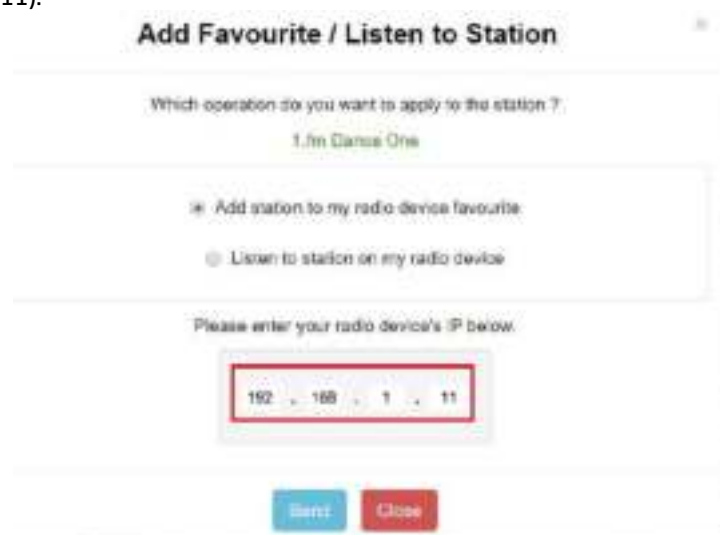 11).
Add Favourite / Listen to Station
Which operation do you want to apply to the station ?
1.fm Dance One
Add station to my radio device favourite
Listen to station on my radio device
Please enter your radio device's IP below.
192 . 168 . 1 . 11
Send Close